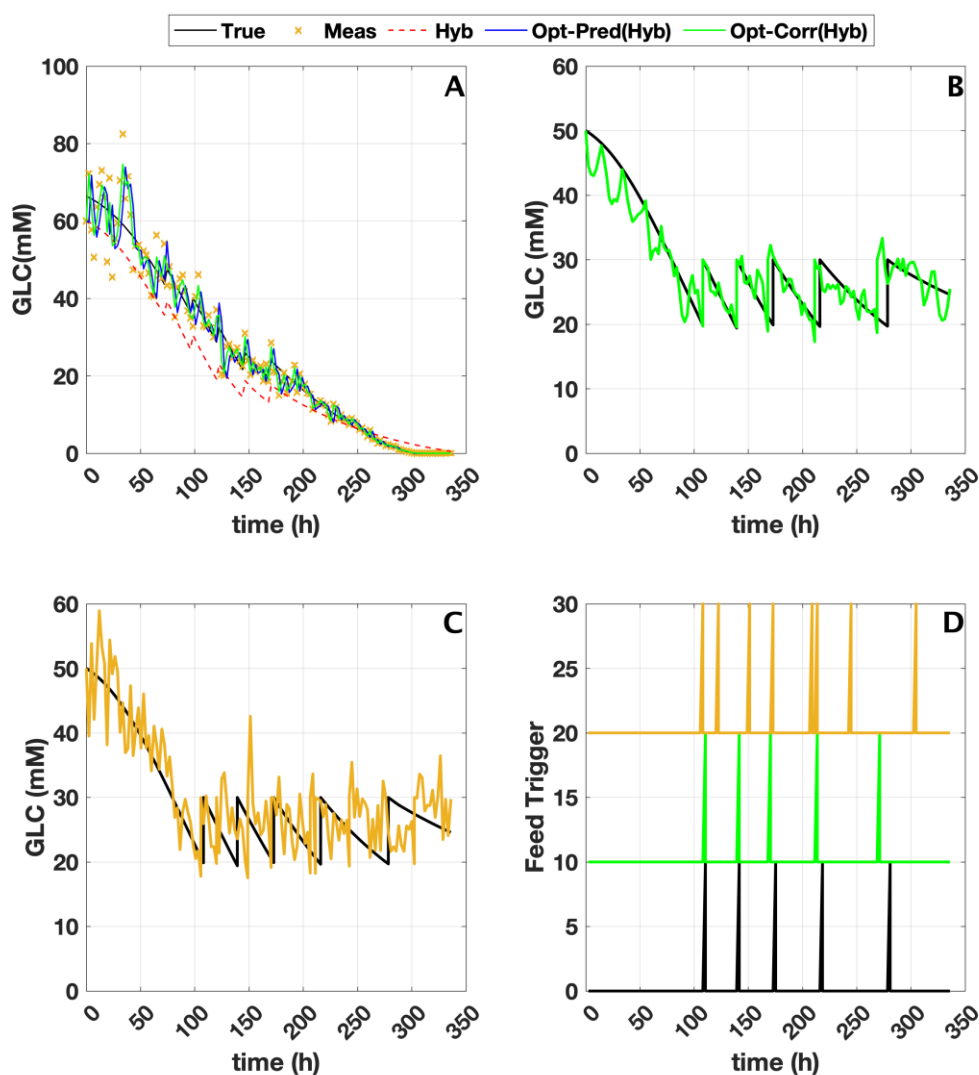 True Meas Hyb Opt-Pred(Hyb) Opt-Corr(Hyb)
A
100
80
60
40
20
0
GLC(mM)
0 50 100 150 200 250 300 350
time (h)
B
60
50
40
30
20
10
0
GLC (mM)
0 50 100 150 200 250 300 350
time (h)
C
60
50
40
30
20
10
0
GLC (mM)
0 50 100 150 200 250 300 350
time (h)
D
30
25
20
15
10
5
0
Feed Trigger
0 50 100 150 200 250 300 350
time (h)